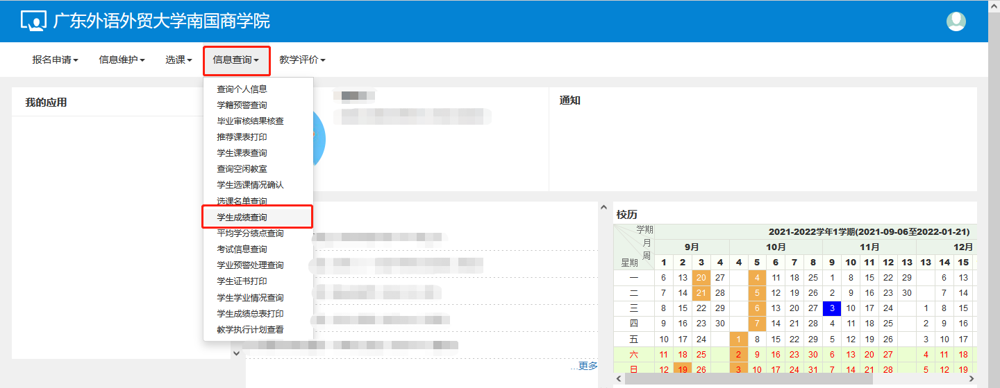 广东外语外贸大学南国商学院
报名申请 信息维护 选课 信息查询 教学评价
查询个人信息
学籍预警查询
毕业审核结果核查
推荐课表打印
学生课表查询
查询空闲教室
学生选课情况确认
选课名单查询
学生成绩查询
平均学分绩点查询
考试信息查询
学业预警处理查询
学生证书打印
学生学业情况查询
学生成绩总表打印
教学执行计划查看
我的应用
通知
...更多
校历
学期 2021-2022学年1学期(2021-09-06至2022-01-21)
月 9月 10月 11月 12月
周
星期 1 2 3 4 4 5 6 7 8 9 10 11 12 13 13 14 15
一 6 13 20 27 4 11 18 25 1 8 15 22 29 6 13
二 7 14 21 28 5 12 19 26 2 9 16 23 30 7 14
三 8 15 22 29 6 13 20 27 3 10 17 24 1 8 15
四 9 16 23 30 7 14 21 28 4 11 18 25 2 9 16
五 10 17 24 1 8 15 22 29 5 12 19 26 3 10 17
六 11 18 25 2 9 16 23 30 6 13 20 27 4 11 18
日 12 19 26 3 10 17 24 31 7 14 21 28 5 12 19